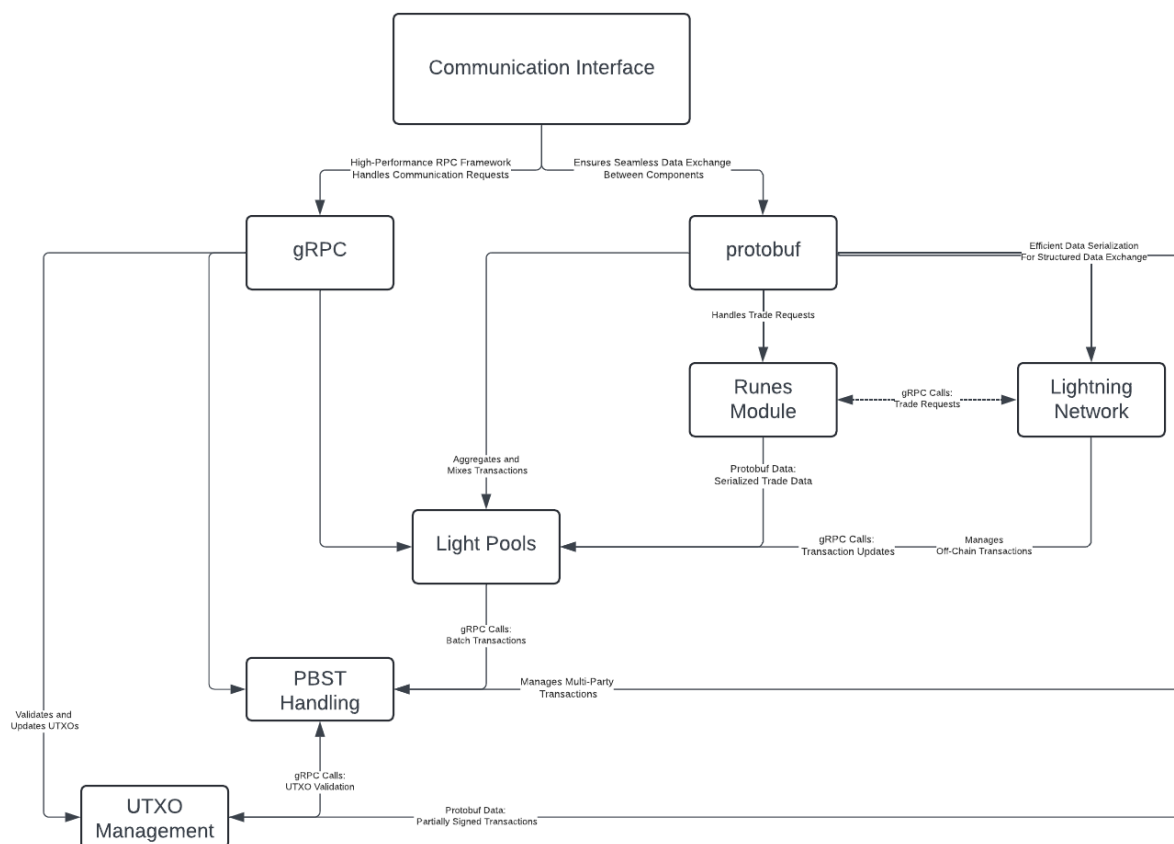 Communication Interface
High-Performance RPC Framework
Handles Communication Requests
Ensures Seamless Data Exchange
Between Components
gRPC
protobuf
Efficient Data Serialization
For Structured Data Exchange
Handles Trade Requests
Runes
Module
gRPC Calls:
Trade Requests
Lightning
Network
Aggregates and
Mixes Transactions
Protobuf Data:
Serialized Trade Data
Light Pools
gRPC Calls:
Transaction Updates
Manages
Off-Chain Transactions
gRPC Calls:
Batch Transactions
PBST
Handling
Manages Multi-Party
Transactions
Validates and
Updates UTXOs
gRPC Calls:
UTXO Validation
UTXO
Management
Protobuf Data:
Partially Signed Transactions